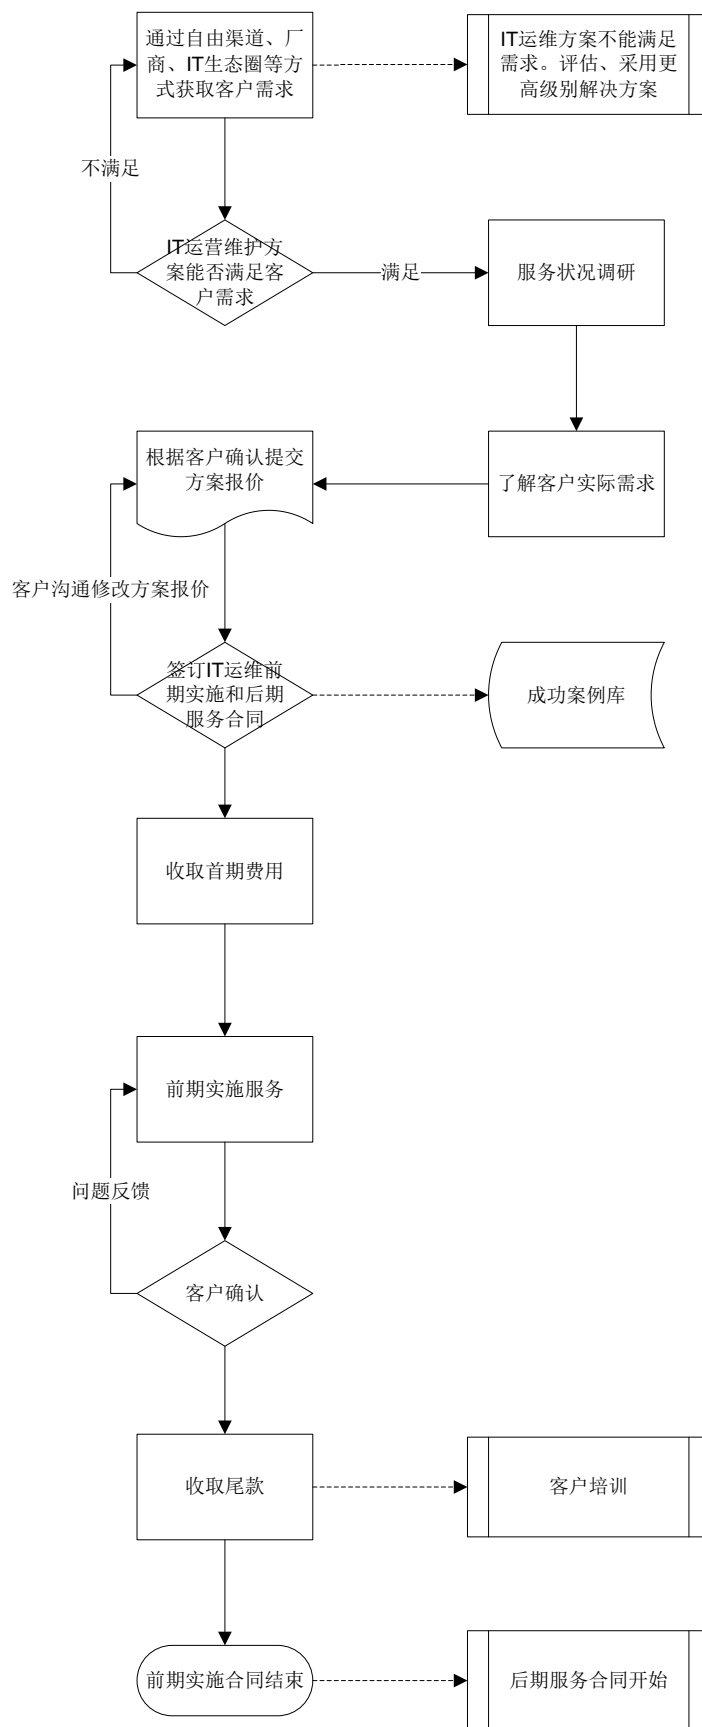 通过自由渠道、厂
商、IT生态圈等方
式获取客户需求
IT运维方案不能满足
需求。评估、采用更
高级别解决方案
不满足
IT运营维护方
案能否满足客
户需求
满足
服务状况调研
根据客户确认提交
方案报价
了解客户实际需求
客户沟通修改方案报价
签订IT运维前
期实施和后期
服务合同
成功案例库
收取首期费用
前期实施服务
问题反馈
客户确认
收取尾款
客户培训
前期实施合同结束
后期服务合同开始